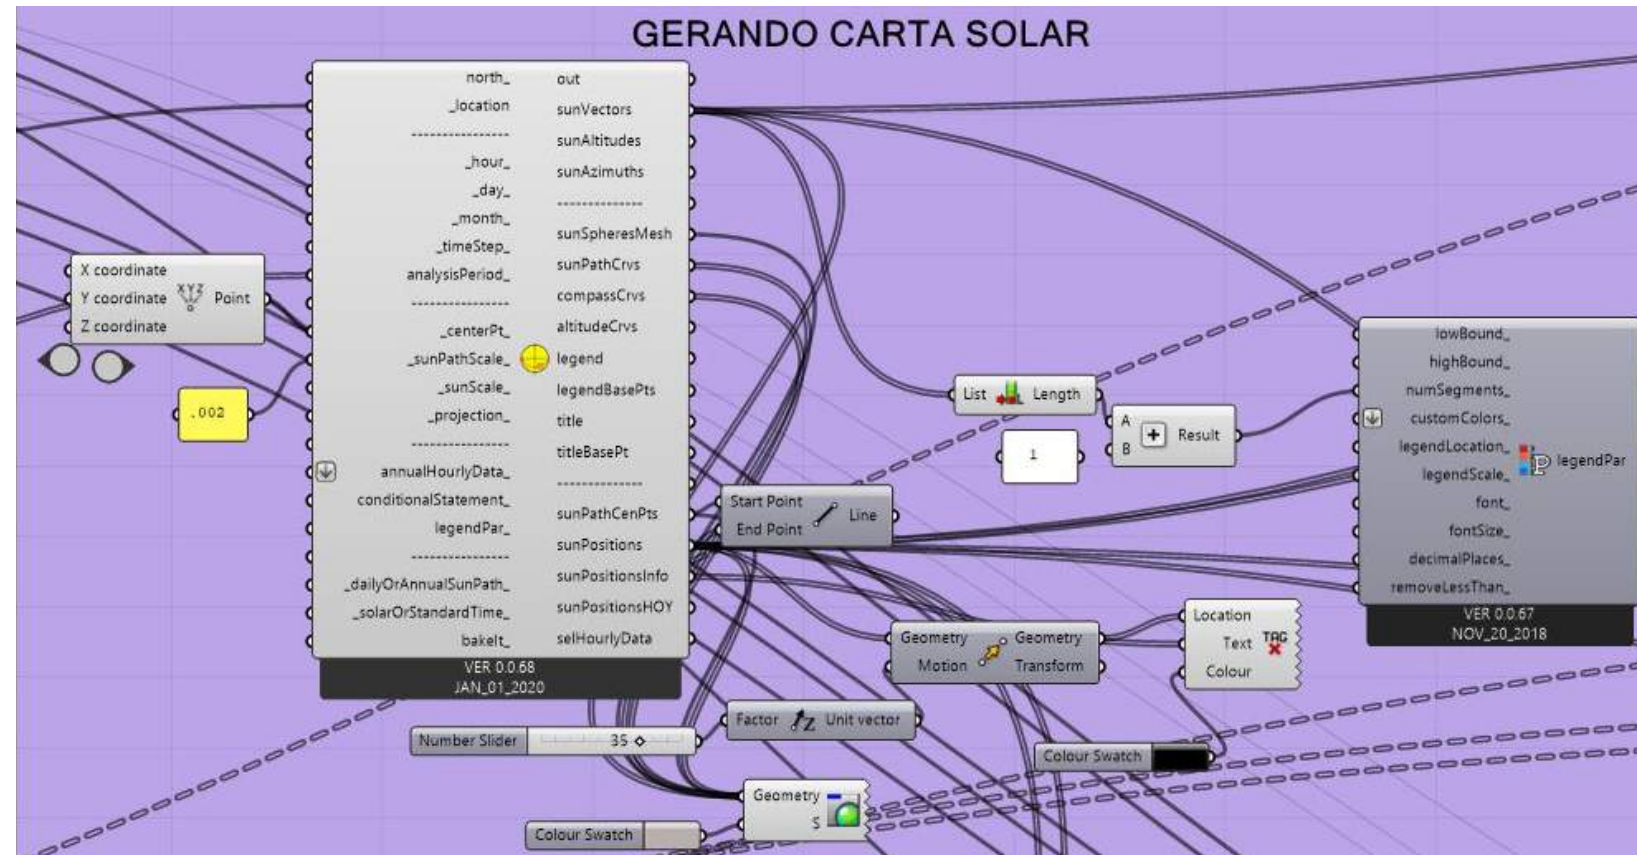 GERANDO CARTA SOLAR
north_
_location
----------------
_hour_
_day_
_month_
_timeStep_
analysisPeriod_
----------------
_centerPt_
_sunPathScale_
_sunScale_
_projection_
----------------
annualHourlyData_
conditionalStatement_
legendPar_
----------------
_dailyOrAnnualSunPath_
_solarOrStandardTime_
bakeIt_
out
sunVectors
sunAltitudes
sunAzimuths
--------------
sunSpheresMesh
sunPathCrvs
compassCrvs
altitudeCrvs
legend
legendBasePts
title
titleBasePt
--------------
sunPathCenPts
sunPositions
sunPositionsInfo
sunPositionsHOY
selHourlyData
VER 0.0.68
JAN_01_2020
X coordinate
Y coordinate
Z coordinate
XYZ
Point
.002
List
Length
1
A
B
Result
lowBound_
highBound_
numSegments_
customColors_
legendLocation_
legendScale_
font_
fontSize_
decimalPlaces_
removeLessThan_
P
legendPar
VER 0.0.67
NOV_20_2018
Start Point
End Point
Line
Geometry
Motion
Geometry
Transform
Location
Text
Colour
TAG
Factor
Z
Unit vector
Number Slider
35
Colour Swatch
Geometry
S
Colour Swatch